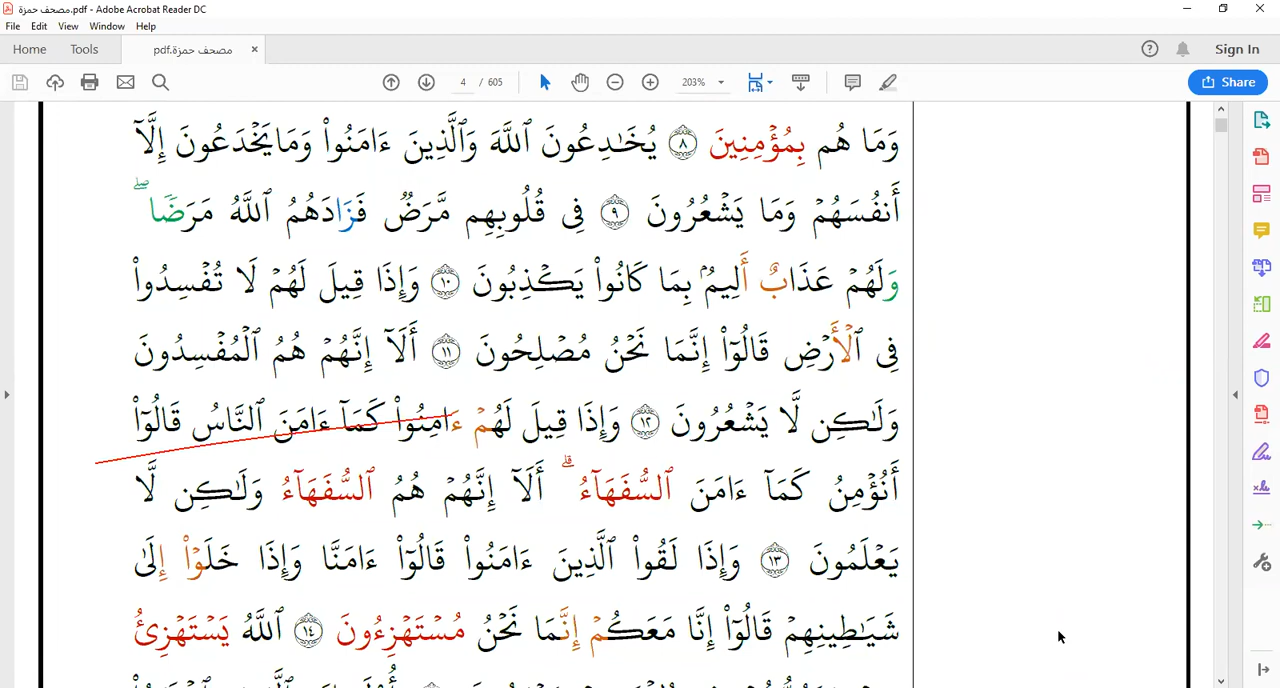 مصحف حمزة.pdf - Adobe Acrobat Reader DC
File Edit View Window Help
Home Tools مصحف حمزة.pdf ×
Sign In
4 / 605 203% Share
وَمَا هُم بِمُؤْمِنِينَ ٨ يُخَٰدِعُونَ ٱللَّهَ وَٱلَّذِينَ ءَامَنُوا۟ وَمَا يَخْدَعُونَ إِلَّآ
أَنفُسَهُمْ وَمَا يَشْعُرُونَ ٩ فِى قُلُوبِهِم مَّرَضٌ فَزَادَهُمُ ٱللَّهُ مَرَضًا ۖ
وَلَهُمْ عَذَابٌ أَلِيمٌۢ بِمَا كَانُوا۟ يَكْذِبُونَ ١٠ وَإِذَا قِيلَ لَهُمْ لَا تُفْسِدُوا۟
فِى ٱلْأَرْضِ قَالُوٓا۟ إِنَّمَا نَحْنُ مُصْلِحُونَ ١١ أَلَآ إِنَّهُمْ هُمُ ٱلْمُفْسِدُونَ
وَلَٰكِن لَّا يَشْعُرُونَ ١٢ وَإِذَا قِيلَ لَهُمْ ءَامِنُوا۟ كَمَآ ءَامَنَ ٱلنَّاسُ قَالُوٓا۟
أَنُؤْمِنُ كَمَآ ءَامَنَ ٱلسُّفَهَآءُ ۗ أَلَآ إِنَّهُمْ هُمُ ٱلسُّفَهَآءُ وَلَٰكِن لَّا
يَعْلَمُونَ ١٣ وَإِذَا لَقُوا۟ ٱلَّذِينَ ءَامَنُوا۟ قَالُوٓا۟ ءَامَنَّا وَإِذَا خَلَوْا۟ إِلَىٰ
شَيَٰطِينِهِمْ قَالُوٓا۟ إِنَّا مَعَكُمْ إِنَّمَا نَحْنُ مُسْتَهْزِءُونَ ١٤ ٱللَّهُ يَسْتَهْزِئُ